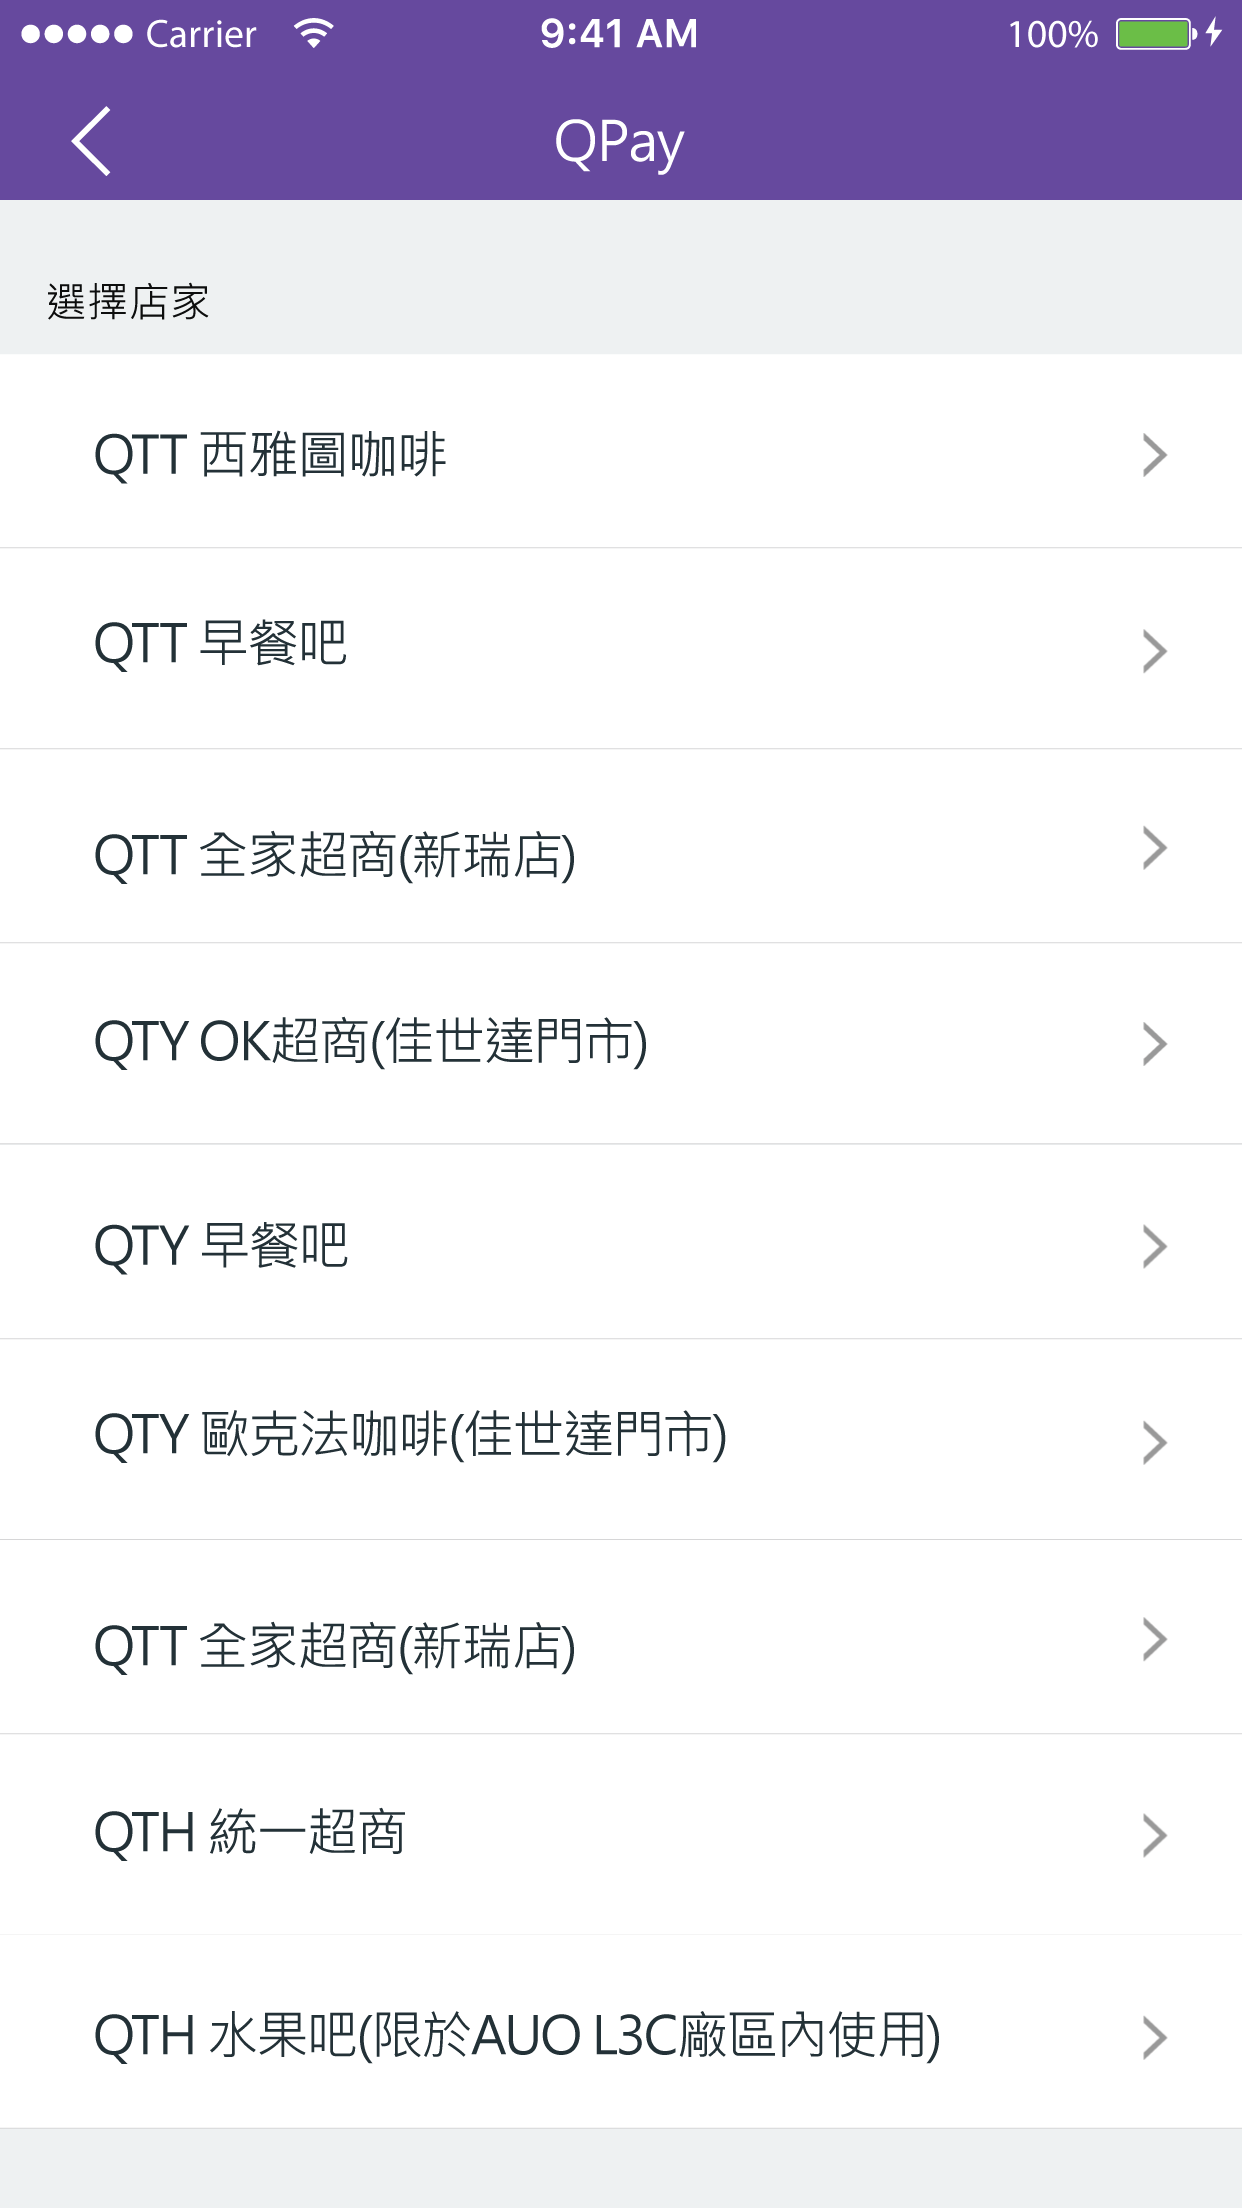 Carrier 9:41 AM 100%
QPay
選擇店家
QTT 西雅圖咖啡
QTT 早餐吧
QTT 全家超商(新瑞店)
QTY OK超商(佳世達門市)
QTY 早餐吧
QTY 歐克法咖啡(佳世達門市)
QTT 全家超商(新瑞店)
QTH 統一超商
QTH 水果吧(限於AUO L3C廠區內使用)